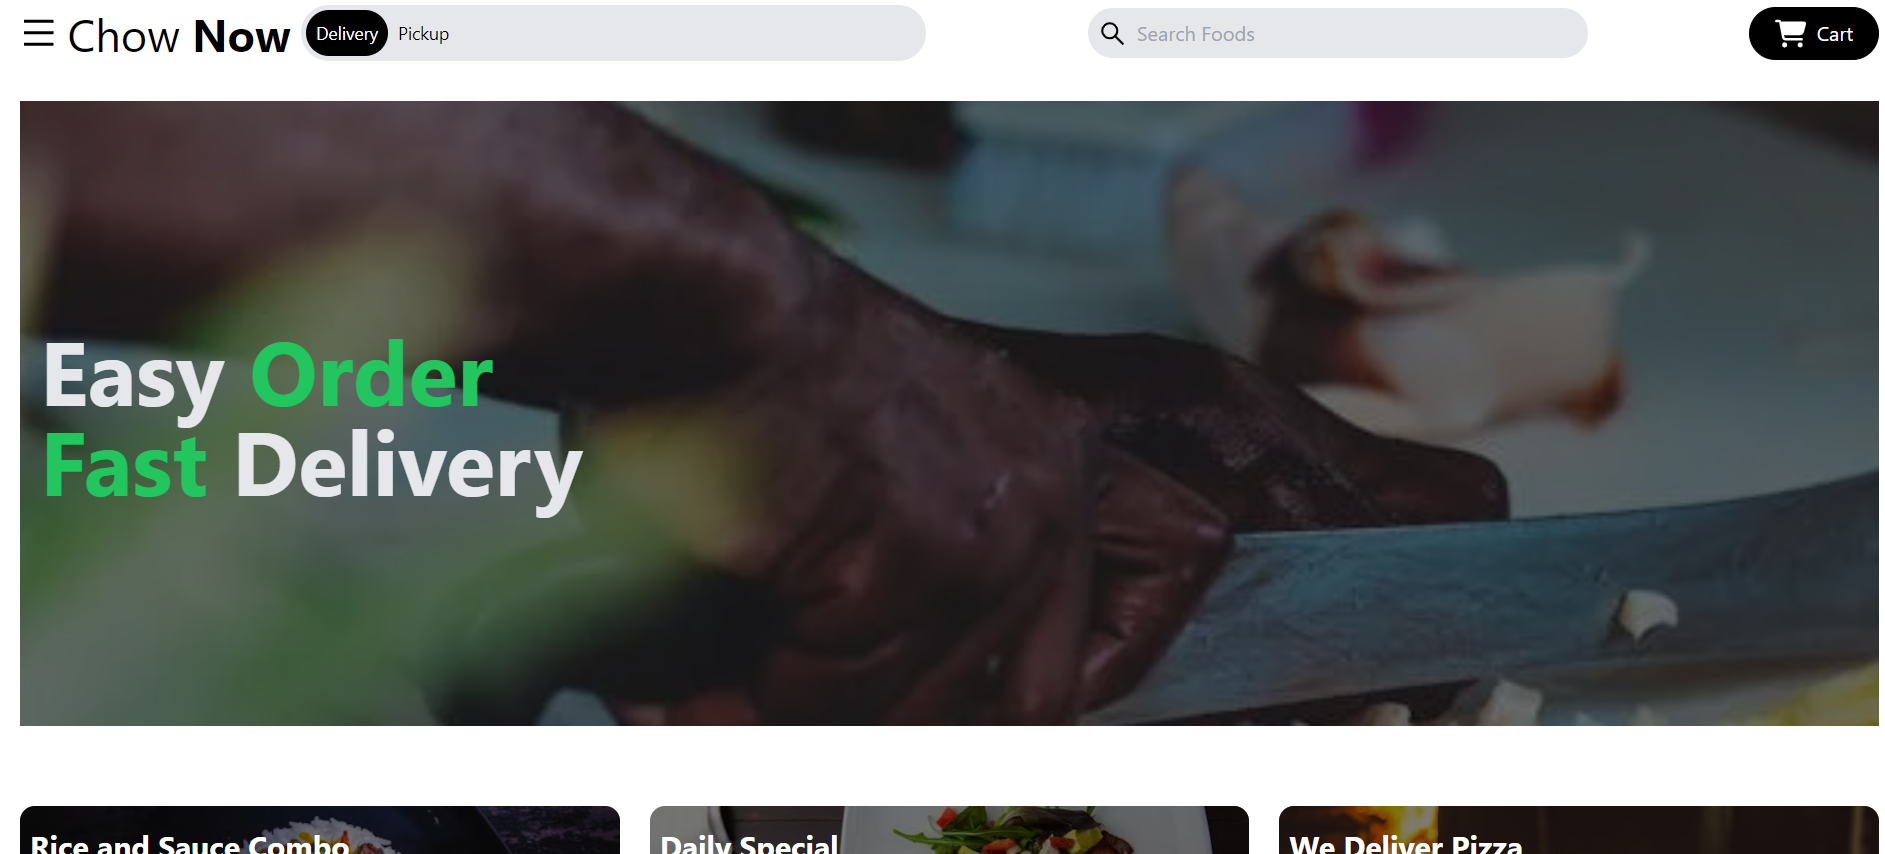 Chow Now
Delivery Pickup
Search Foods
Cart
Easy Order
Fast Delivery
Rice and Sauce Combo
Daily Special
We Deliver Pizza